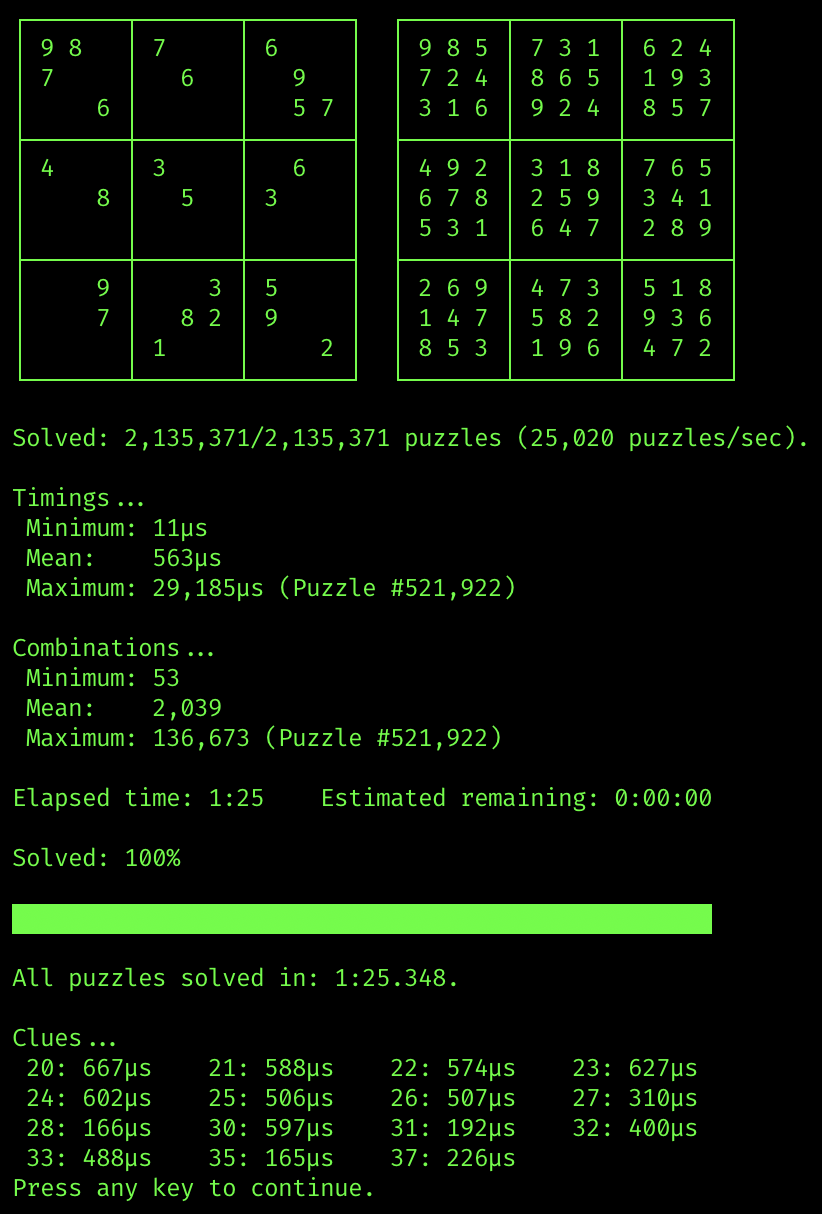 9 8 7 6 9 8 5 7 3 1 6 2 4
7 6 9 7 2 4 8 6 5 1 9 3
6 5 7 3 1 6 9 2 4 8 5 7
4 3 6 4 9 2 3 1 8 7 6 5
8 5 3 6 7 8 2 5 9 3 4 1
5 3 1 6 4 7 2 8 9
9 3 5 2 6 9 4 7 3 5 1 8
7 8 2 9 1 4 7 5 8 2 9 3 6
1 2 8 5 3 1 9 6 4 7 2
Solved: 2,135,371/2,135,371 puzzles (25,020 puzzles/sec).
Timings...
Minimum: 11µs
Mean: 563µs
Maximum: 29,185µs (Puzzle #521,922)
Combinations...
Minimum: 53
Mean: 2,039
Maximum: 136,673 (Puzzle #521,922)
Elapsed time: 1:25 Estimated remaining: 0:00:00
Solved: 100%
All puzzles solved in: 1:25.348.
Clues...
20: 667µs 21: 588µs 22: 574µs 23: 627µs
24: 602µs 25: 506µs 26: 507µs 27: 310µs
28: 166µs 30: 597µs 31: 192µs 32: 400µs
33: 488µs 35: 165µs 37: 226µs
Press any key to continue.